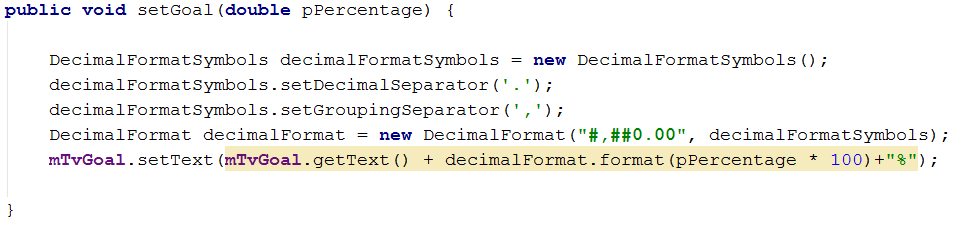 public void setGoal(double pPercentage) {
DecimalFormatSymbols decimalFormatSymbols = new DecimalFormatSymbols();
decimalFormatSymbols.setDecimalSeparator('.');
decimalFormatSymbols.setGroupingSeparator(',');
DecimalFormat decimalFormat = new DecimalFormat("#,##0.00", decimalFormatSymbols);
mTvGoal.setText(mTvGoal.getText() + decimalFormat.format(pPercentage * 100)+"%");
}